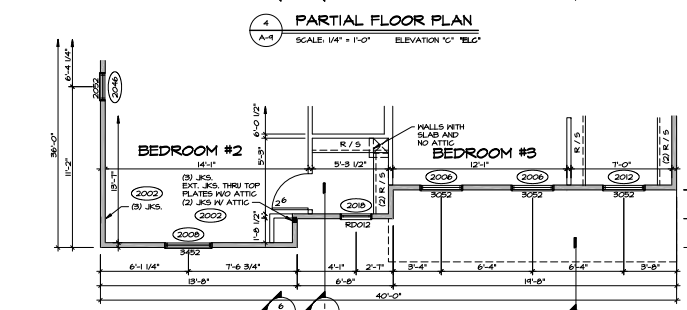 4
A-9
PARTIAL FLOOR PLAN
SCALE: 1/4" = 1'-0"
ELEVATION "C"
"ELC"
6'-4 1/4"
2052
2046
36'-0"
11'-2"
13'-7"
BEDROOM #2
14'-1"
6'-0 1/2"
5'-3"
R / S
5'-3 1/2"
WALLS WITH
SLAB AND
NO ATTIC
BEDROOM #3
12'-1"
R / S
7'-0"
(2) R / S
2002
(3) JKS.
(3) JKS.
EXT. JKS. THRU TOP
PLATES W/O ATTIC
(2) JKS W/ ATTIC
2002
2008
3452
26
1'-8 1/2"
2018
RD012
(2) R / S
2006
3052
2006
3052
2012
3052
6'-1 1/4"
7'-6 3/4"
4'-1"
2'-7"
3'-4"
6'-4"
6'-4"
3'-8"
13'-8"
6'-8"
19'-8"
40'-0"
6
1